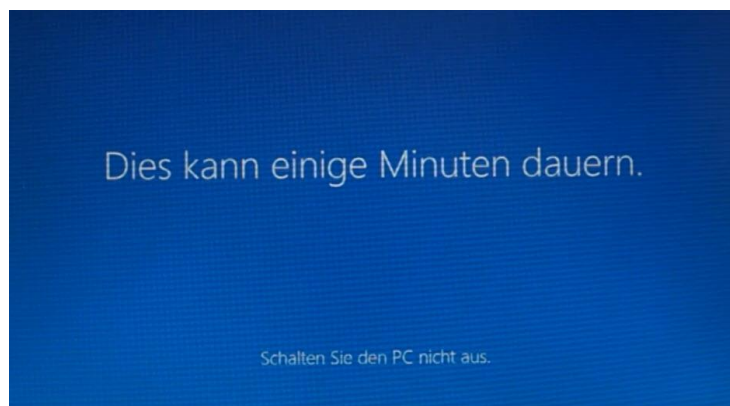 Dies kann einige Minuten dauern.
Schalten Sie den PC nicht aus.